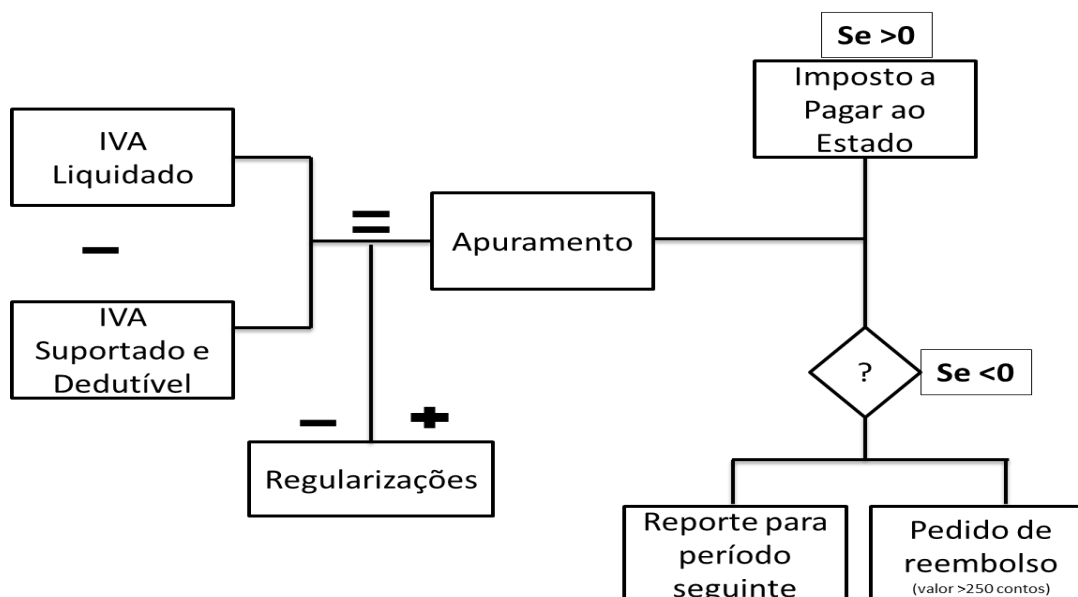 Se >0
Imposto a
Pagar ao
Estado
IVA
Liquidado
–
=
Apuramento
IVA
Suportado e
Dedutível
?
Se <0
– +
Regularizações
Reporte para
período
seguinte
Pedido de
reembolso
(valor >250 contos)